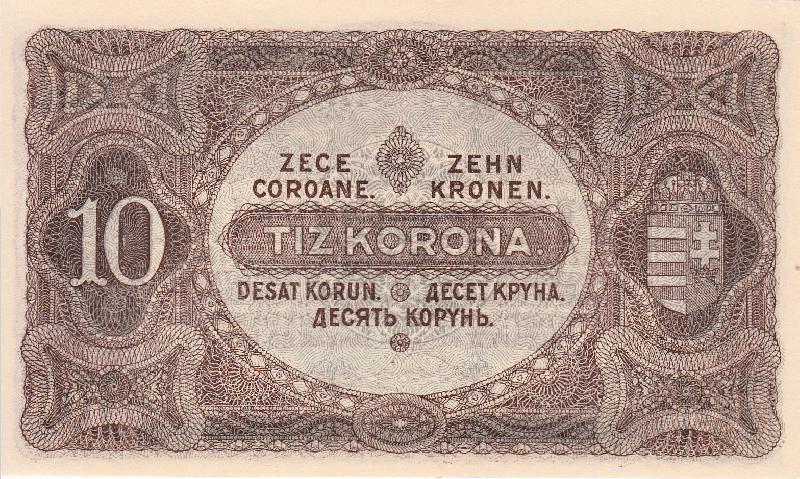 ZECE ZEHN
COROANE. KRONEN.
10
TIZ KORONA.
DESAT KORUN. ДЕСЕТ КРУНА.
ДЕСЯТЬ КОРУНЬ.